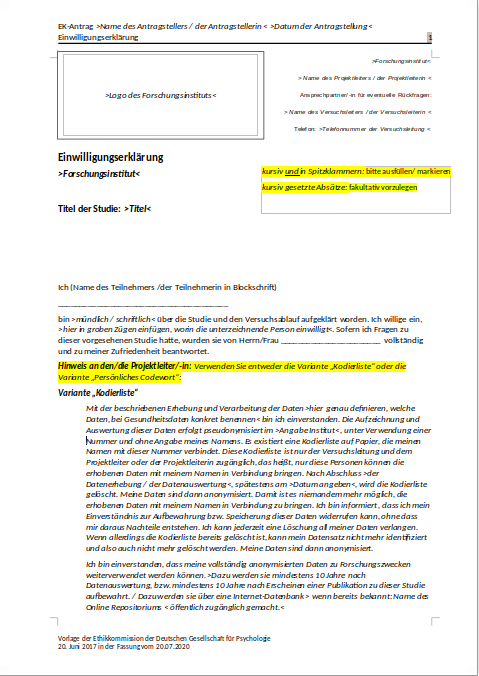 EK-Antrag >Name des Antragstellers / der Antragstellerin < >Datum der Antragstellung <
Einwilligungserklärung 1
>Logo des Forschungsinstituts<
>Forschungsinstitut<
> Name des Projektleiters / der Projektleiterin <
Ansprechpartner/-in für eventuelle Rückfragen:
> Name des Versuchsleiters / der Versuchsleiterin <
Telefon: >Telefonnummer der Versuchsleitung <
Einwilligungserklärung
>Forschungsinstitut<
kursiv und in Spitzklammern: bitte ausfüllen/ markieren
kursiv gesetzte Absätze: fakultativ vorzulegen
Titel der Studie: >Titel<
Ich (Name des Teilnehmers /der Teilnehmerin in Blockschrift)
bin >mündlich / schriftlich< über die Studie und den Versuchsablauf aufgeklärt worden. Ich willige ein,
>hier in groben Zügen einfügen, worin die unterzeichnende Person einwilligt<. Sofern ich Fragen zu
dieser vorgesehenen Studie hatte, wurden sie von Herrn/Frau ________________________ vollständig
und zu meiner Zufriedenheit beantwortet.
Hinweis an den/die Projektleiter/-in: Verwenden Sie entweder die Variante „Kodierliste“ oder die
Variante „Persönliches Codewort“:
Variante „Kodierliste“
Mit der beschriebenen Erhebung und Verarbeitung der Daten >hier genau definieren, welche
Daten, bei Gesundheitsdaten konkret benennen< bin ich einverstanden. Die Aufzeichnung und
Auswertung dieser Daten erfolgt pseudonymisiert im >Angabe Institut<, unter Verwendung einer
Nummer und ohne Angabe meines Namens. Es existiert eine Kodierliste auf Papier, die meinen
Namen mit dieser Nummer verbindet. Diese Kodierliste ist nur der Versuchsleitung und dem
Projektleiter oder der Projektleiterin zugänglich, das heißt, nur diese Personen können die
erhobenen Daten mit meinem Namen in Verbindung bringen. Nach Abschluss >der
Datenerhebung / der Datenauswertung<, spätestens am >Datum angeben<, wird die Kodierliste
gelöscht. Meine Daten sind dann anonymisiert. Damit ist es niemandem mehr möglich, die
erhobenen Daten mit meinem Namen in Verbindung zu bringen. Ich bin informiert, dass ich mein
Einverständnis zur Aufbewahrung bzw. Speicherung dieser Daten widerrufen kann, ohne dass
mir daraus Nachteile entstehen. Ich kann jederzeit eine Löschung all meiner Daten verlangen.
Wenn allerdings die Kodierliste bereits gelöscht ist, kann mein Datensatz nicht mehr identifiziert
und also auch nicht mehr gelöscht werden. Meine Daten sind dann anonymisiert.
Ich bin einverstanden, dass meine vollständig anonymisierten Daten zu Forschungszwecken
weiterverwendet werden können. >Dazu werden sie mindestens 10 Jahre nach
Datenauswertung, bzw. mindestens 10 Jahre nach Erscheinen einer Publikation zu dieser Studie
aufbewahrt. / Dazu werden sie über eine Internet-Datenbank > wenn bereits bekannt: Name des
Online Repositoriums < öffentlich zugänglich gemacht.<
Vorlage der Ethikkommission der Deutschen Gesellschaft für Psychologie
20. Juni 2017 in der Fassung vom 20.07.2020